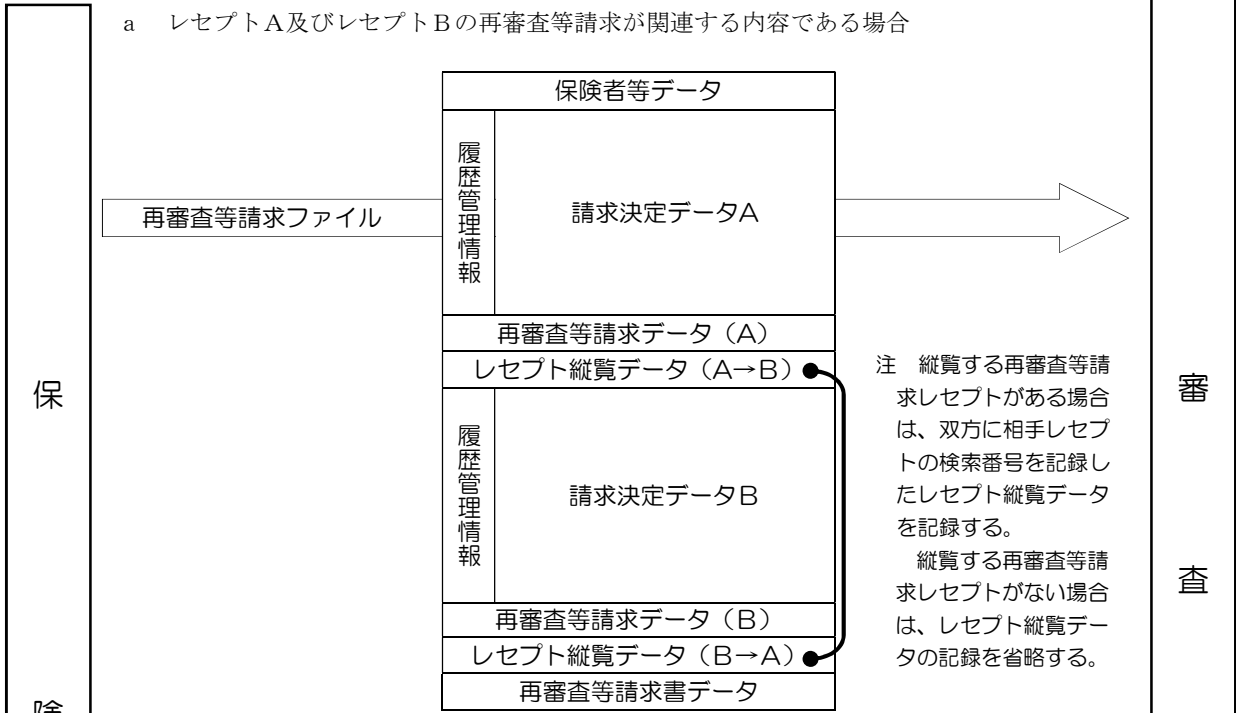 a レセプトA及びレセプトBの再審査等請求が関連する内容である場合
保険者等データ
履歴管理情報
請求決定データA
再審査等請求ファイル
再審査等請求データ（A）
レセプト縦覧データ（A→B）
履歴管理情報
請求決定データB
再審査等請求データ（B）
レセプト縦覧データ（B→A）
再審査等請求書データ
注 縦覧する再審査等請
求レセプトがある場合
は、双方に相手レセプ
トの検索番号を記録し
たレセプト縦覧データ
を記録する。
縦覧する再審査等請
求レセプトがない場合
は、レセプト縦覧デー
タの記録を省略する。
保
険
審
査